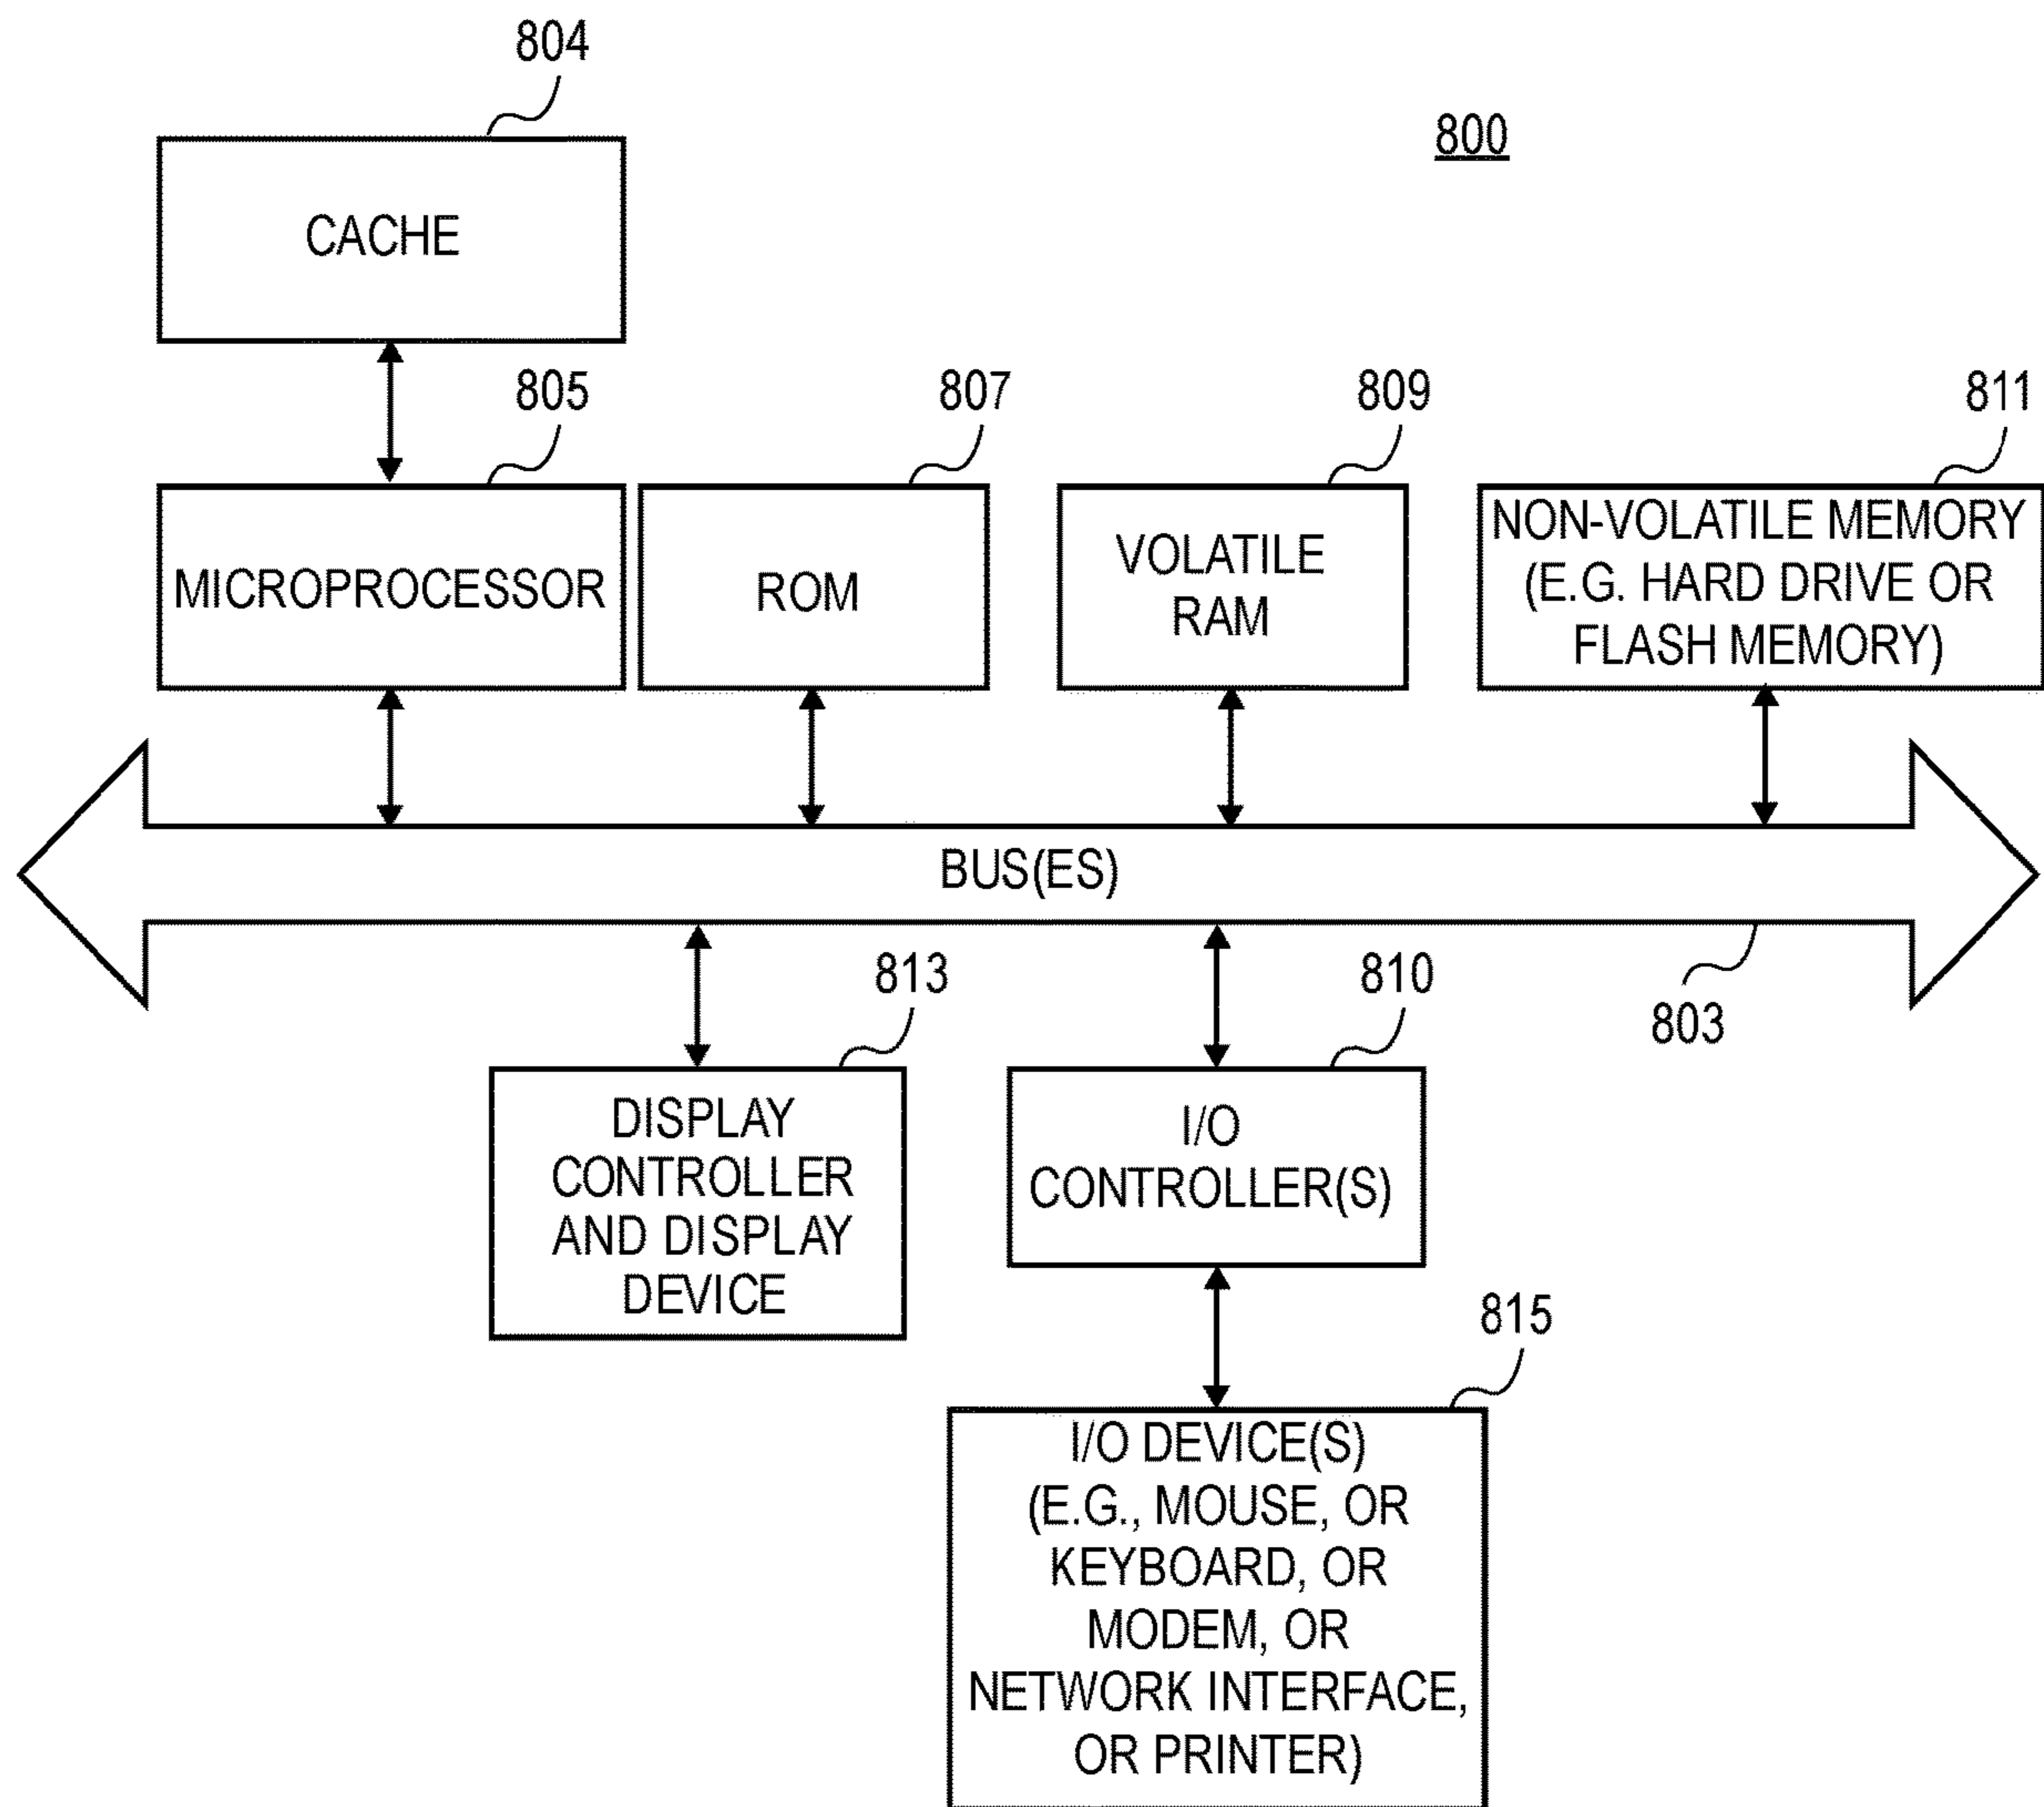 804
800
CACHE
805
807
809
811
MICROPROCESSOR
ROM
VOLATILE
RAM
NON-VOLATILE MEMORY
(E.G. HARD DRIVE OR
FLASH MEMORY)
BUS(ES)
813
810
803
DISPLAY
CONTROLLER
AND DISPLAY
DEVICE
I/O
CONTROLLER(S)
815
I/O DEVICE(S)
(E.G., MOUSE, OR
KEYBOARD, OR
MODEM, OR
NETWORK INTERFACE,
OR PRINTER)